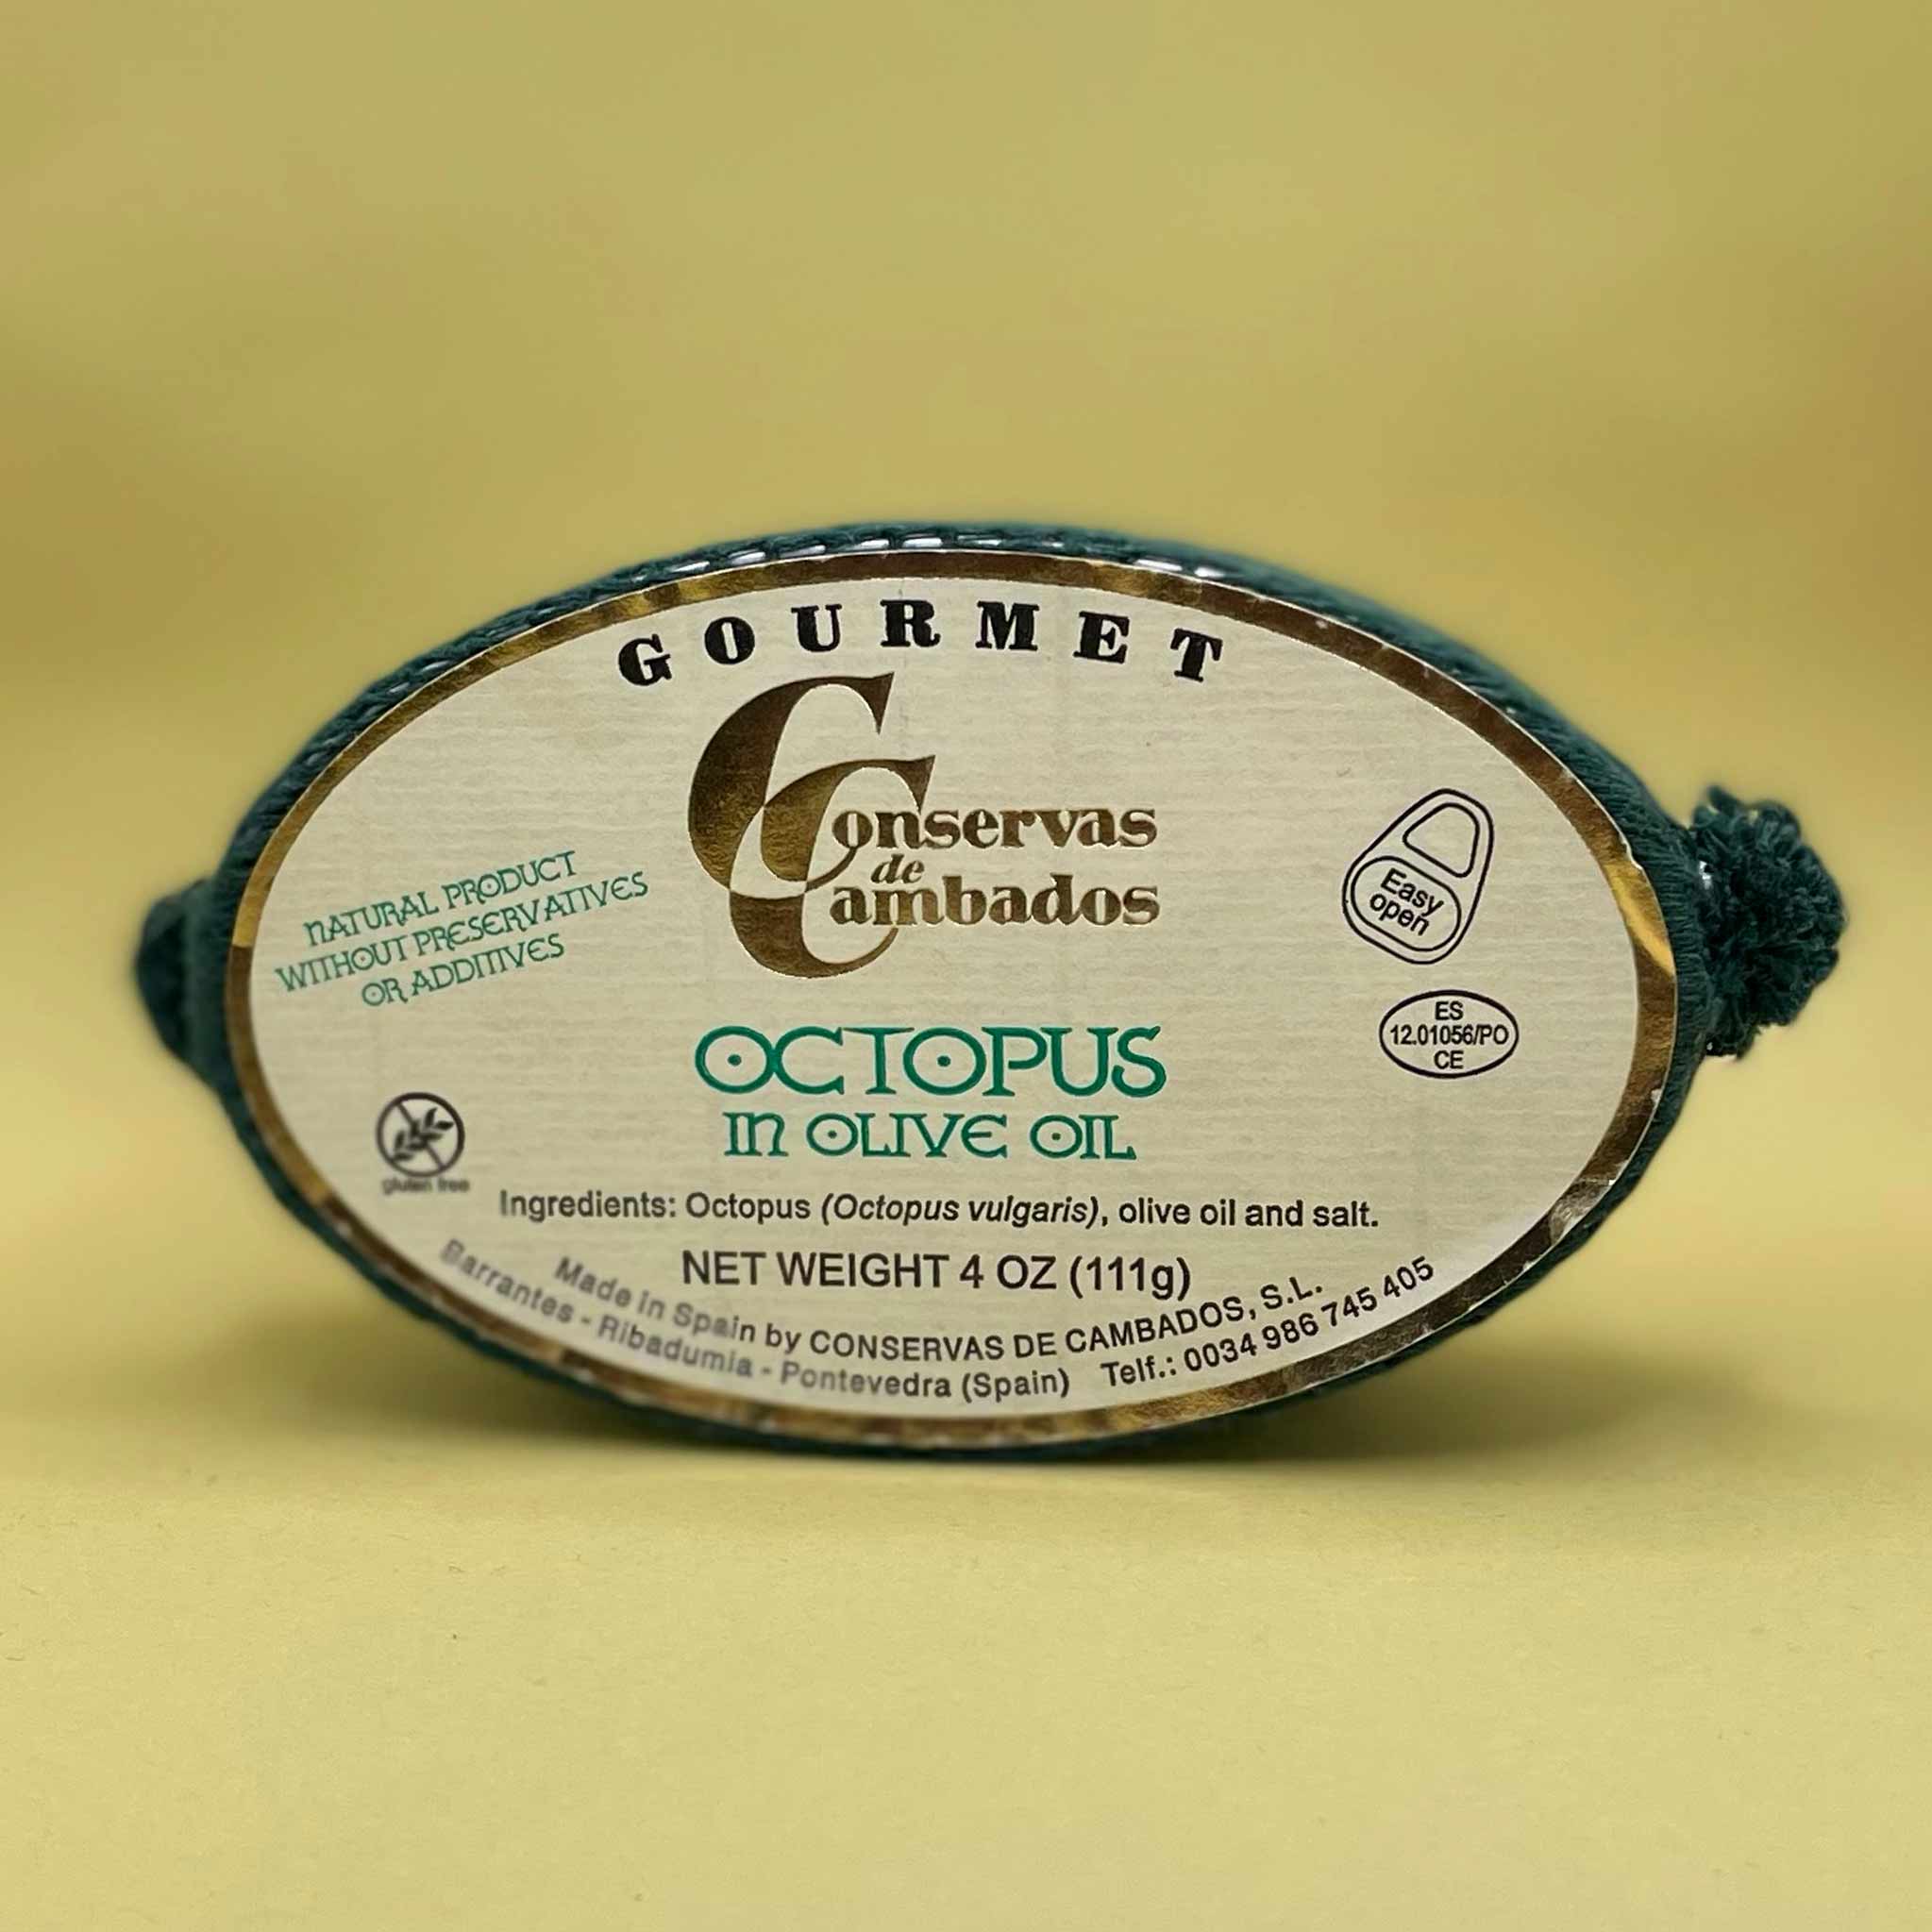 GOURMET
Conservas
de
Cambados
NATURAL PRODUCT
WITHOUT PRESERVATIVES
OR ADDITIVES
Easy
open
ES
12.01056/PO
CE
OCTOPUS
IN OLIVE OIL
gluten free
Ingredients: Octopus (Octopus vulgaris), olive oil and salt.
NET WEIGHT 4 OZ (111g)
Made in Spain by CONSERVAS DE CAMBADOS, S.L.
Barrantes - Ribadumia - Pontevedra (Spain) Telf.: 0034 986 745 405